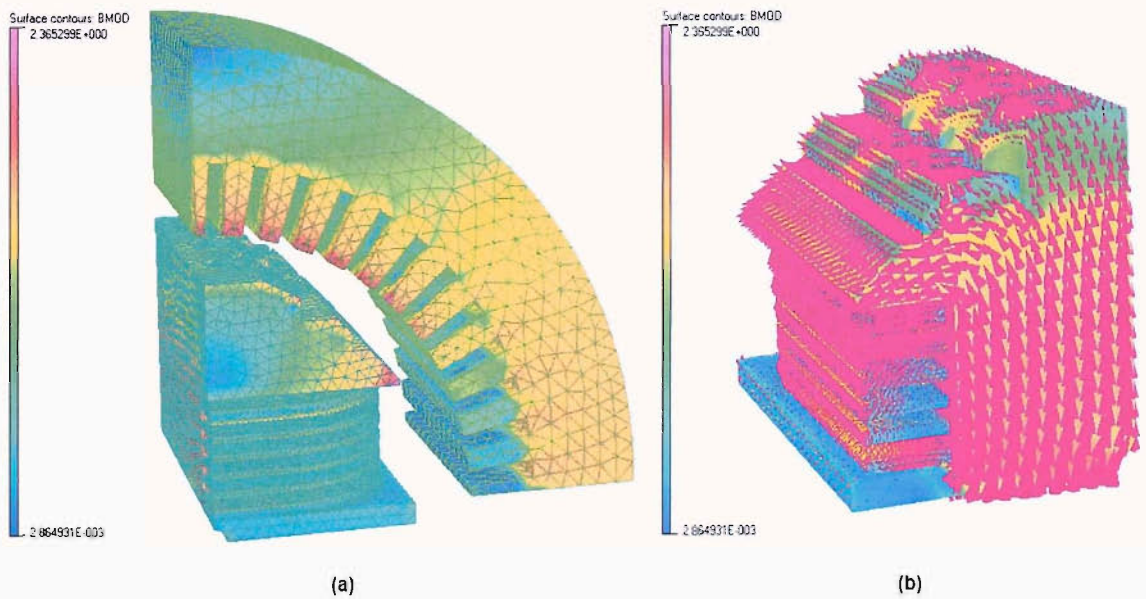 Surface contours: BMOD
2.365299E+000
2.864931E-003
(a)
Surface contours: BMOD
2.365299E+000
2.864931E-003
(b)